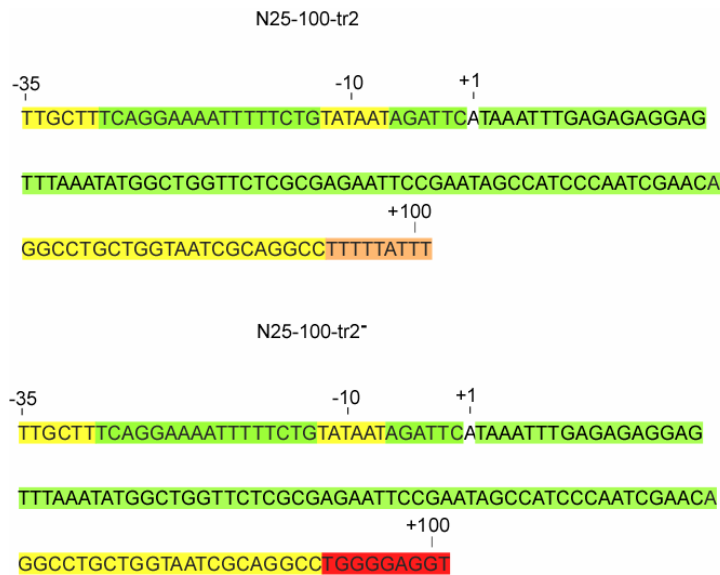 N25-100-tr2
-35 -10 +1
TTGCTTTCAGGAAAATTTTTCTGTATAATAGATTCATAAATTTGAGAGAGGAG
TTTAAATATGGCTGGTTCTCGCGAGAATTCCGAATAGCCATCCCAATCGAACA
+100
GGCCTGCTGGTAATCGCAGGCCTTTTTATTT
N25-100-tr2-
-35 -10 +1
TTGCTTTCAGGAAAATTTTTCTGTATAATAGATTCATAAATTTGAGAGAGGAG
TTTAAATATGGCTGGTTCTCGCGAGAATTCCGAATAGCCATCCCAATCGAACA
+100
GGCCTGCTGGTAATCGCAGGCCTGGGGAGGT